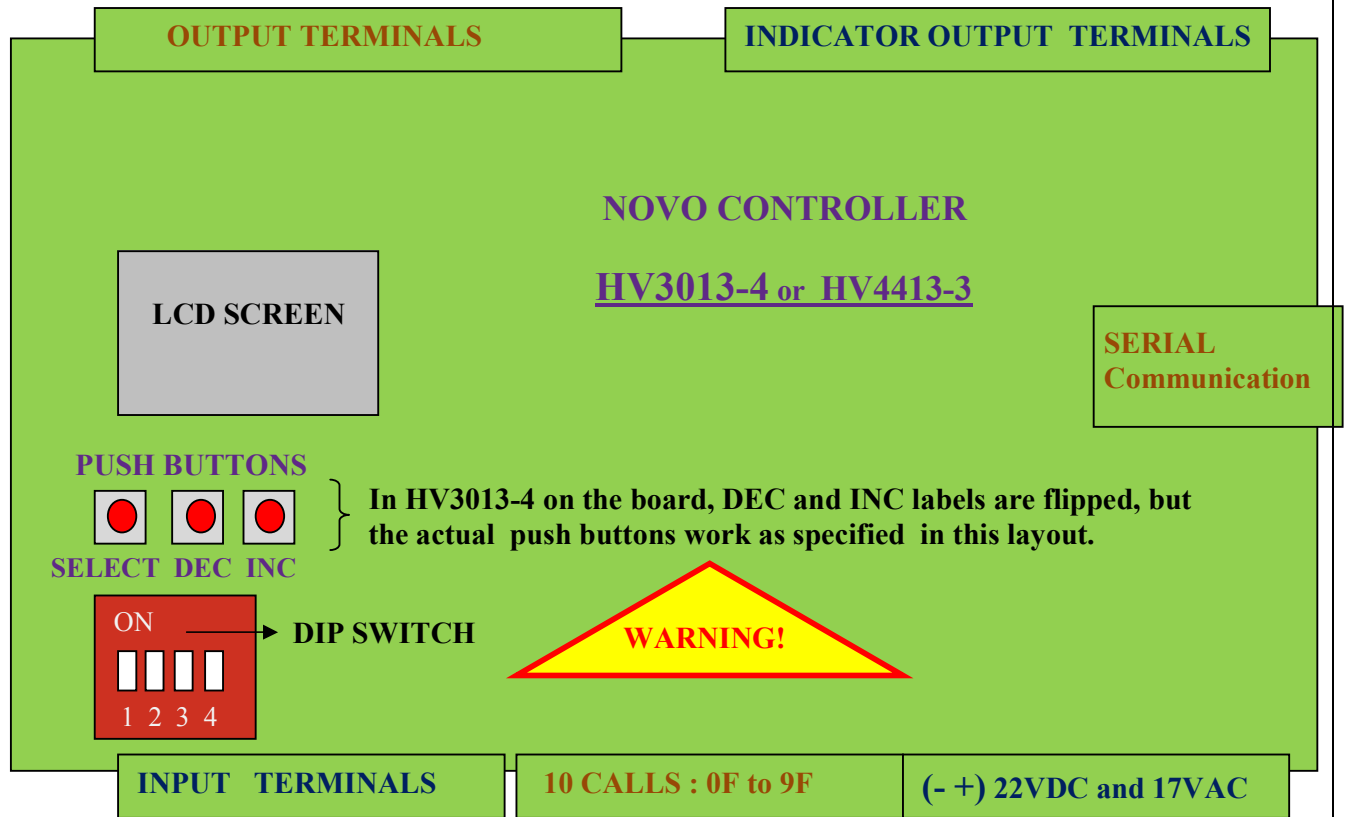 OUTPUT TERMINALS
INDICATOR OUTPUT TERMINALS
NOVO CONTROLLER
HV3013-4 or HV4413-3
LCD SCREEN
SERIAL
Communication
PUSH BUTTONS
In HV3013-4 on the board, DEC and INC labels are flipped, but
the actual push buttons work as specified in this layout.
SELECT DEC INC
ON
DIP SWITCH
WARNING!
1 2 3 4
INPUT TERMINALS
10 CALLS : 0F to 9F
(- +) 22VDC and 17VAC